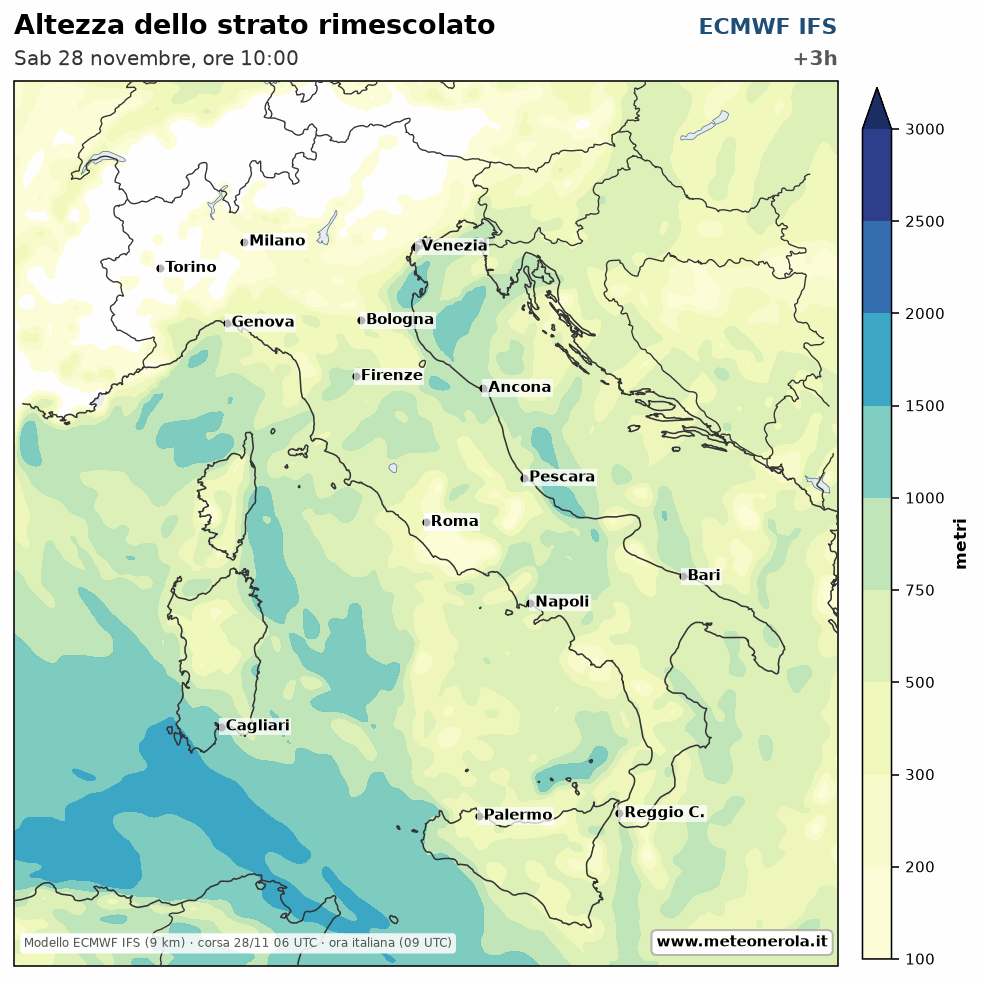 Altezza dello strato rimescolato
ECMWF IFS
Sab 28 novembre, ore 10:00
+3h
3000
2500
2000
1500
1000
750
500
300
200
100
metri
Milano
Venezia
Torino
Genova
Bologna
Firenze
Ancona
Pescara
Roma
Bari
Napoli
Cagliari
Palermo
Reggio C.
Modello ECMWF IFS (9 km) · corsa 28/11 06 UTC · ora italiana (09 UTC)
www.meteonerola.it